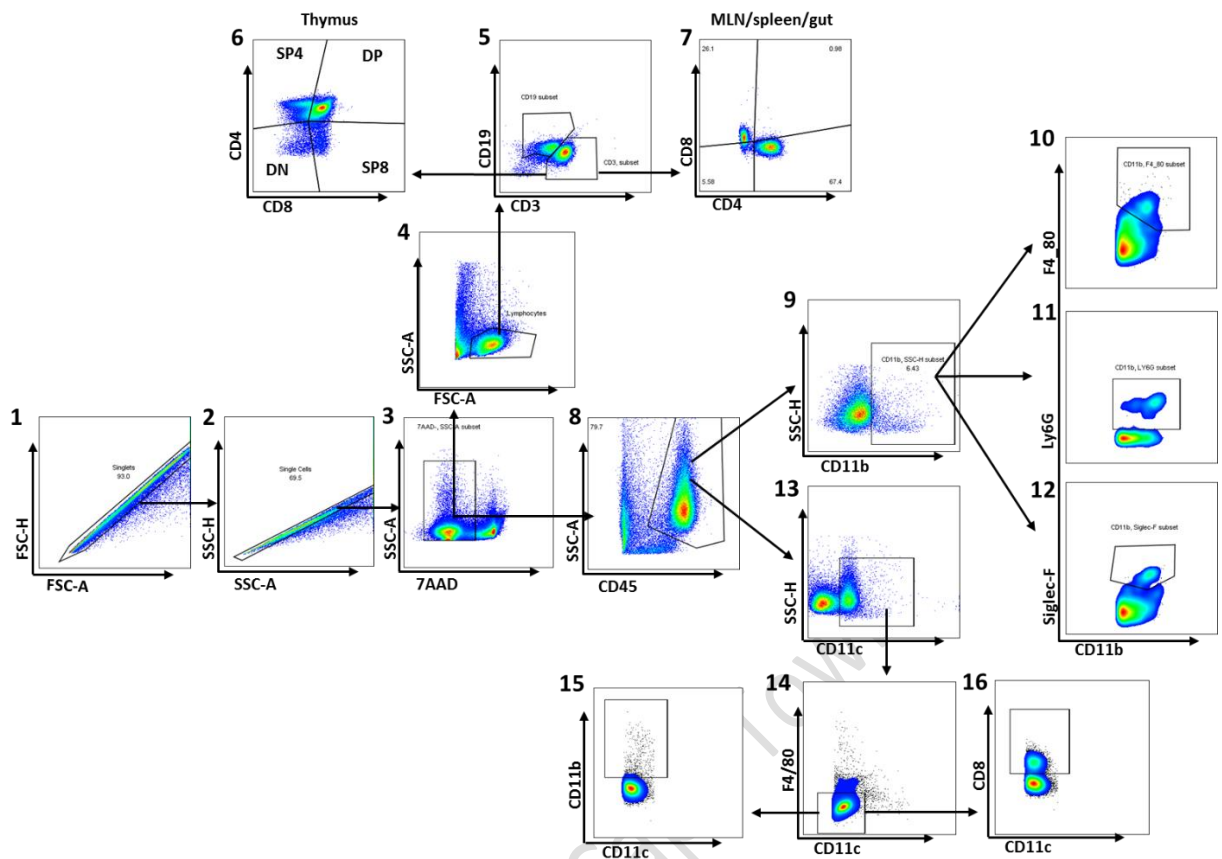 Thymus
MLN/spleen/gut
6
SP4
DP
DN
SP8
CD4
CD8
5
CD19 subset
CD3, subset
CD19
CD3
7
26.1
0.98
5.58
67.4
CD8
CD4
4
Lymphocytes
SSC-A
FSC-A
10
CD11b, F4_80 subset
F4_80
9
CD11b, SSC-H subset
6.43
SSC-H
CD11b
11
CD11b, LY6G subset
Ly6G
1
Singlets
93.0
FSC-H
FSC-A
2
Single Cells
69.5
SSC-H
SSC-A
3
7AAD-, SSC-A subset
SSC-A
7AAD
8
79.7
SSC-A
CD45
13
SSC-H
CD11c
12
CD11b, Siglec-F subset
Siglec-F
CD11b
15
CD11b
CD11c
14
F4/80
CD11c
16
CD8
CD11c